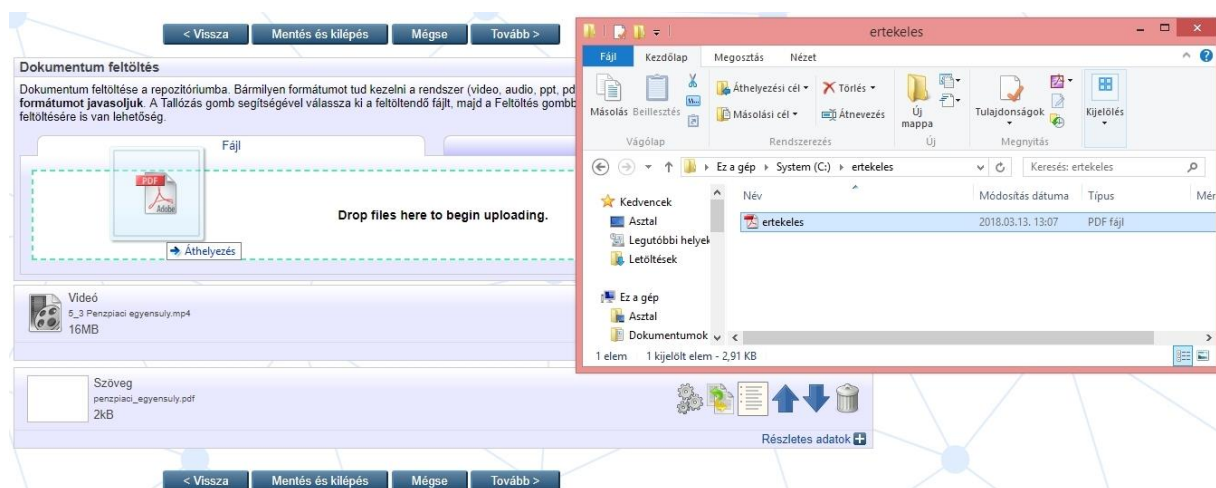 < Vissza
Mentés és kilépés
Mégse
Tovább >
Dokumentum feltöltés
Dokumentum feltöltése a repozitóriumba. Bármilyen formátumot tud kezelni a rendszer (video, audio, ppt, pd
formátumot javasoljuk. A Tallózás gomb segítségével válassza ki a feltöltendő fájlt, majd a Feltöltés gombb
feltöltésére is van lehetőség.
Fájl
PDF
Adobe
Drop files here to begin uploading.
Áthelyezés
Videó
5_3 Penzpiaci egyensuly.mp4
16MB
Szöveg
penzpiaci_egyensuly.pdf
2kB
Részletes adatok
< Vissza
Mentés és kilépés
Mégse
Tovább >
ertekeles
Fájl
Kezdőlap
Megosztás
Nézet
Másolás
Beillesztés
Áthelyezési cél
Másolási cél
Törlés
Átnevezés
Új
mappa
Tulajdonságok
Kijelölés
Vágólap
Rendszerezés
Új
Megnyitás
Ez a gép
System (C:)
ertekeles
Keresés: ertekeles
Kedvencek
Asztal
Legutóbbi helyek
Letöltések
Ez a gép
Asztal
Dokumentumok
Név
Módosítás dátuma
Típus
Mér
ertekeles
2018.03.13. 13:07
PDF fájl
1 elem
1 kijelölt elem - 2,91 KB